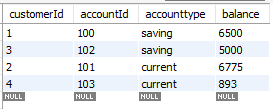 customerId accountId accounttype balance
1 100 saving 6500
3 102 saving 5000
2 101 current 6775
4 103 current 893
NULL NULL NULL NULL